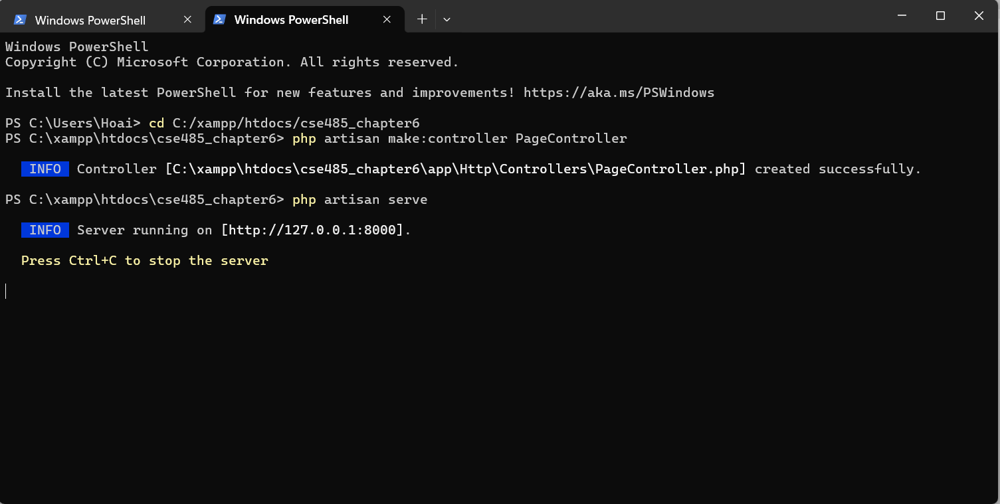 Windows PowerShell
Windows PowerShell
Windows PowerShell
Copyright (C) Microsoft Corporation. All rights reserved.
Install the latest PowerShell for new features and improvements! https://aka.ms/PSWindows
PS C:\Users\Hoai> cd C:/xampp/htdocs/cse485_chapter6
PS C:\xampp\htdocs\cse485_chapter6> php artisan make:controller PageController
INFO Controller [C:\xampp\htdocs\cse485_chapter6\app\Http\Controllers\PageController.php] created successfully.
PS C:\xampp\htdocs\cse485_chapter6> php artisan serve
INFO Server running on [http://127.0.0.1:8000].
Press Ctrl+C to stop the server